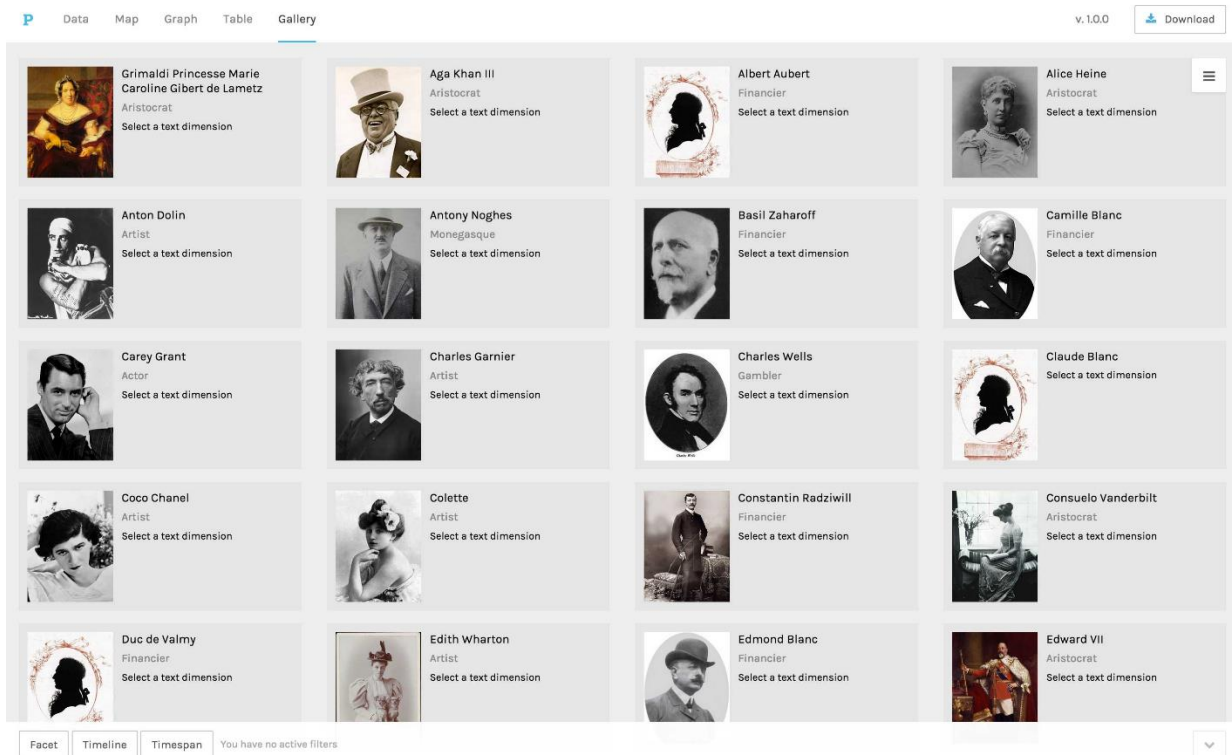 P Data Map Graph Table Gallery v. 1.0.0 Download
Grimaldi Princesse Marie
Caroline Gibert de Lametz
Aristocrat
Select a text dimension
Aga Khan III
Aristocrat
Select a text dimension
Albert Aubert
Financier
Select a text dimension
Alice Heine
Aristocrat
Select a text dimension
Anton Dolin
Artist
Select a text dimension
Antony Noghes
Monegasque
Select a text dimension
Basil Zaharoff
Financier
Select a text dimension
Camille Blanc
Financier
Select a text dimension
Carey Grant
Actor
Select a text dimension
Charles Garnier
Artist
Select a text dimension
Charles Wells
Gambler
Select a text dimension
Claude Blanc
Select a text dimension
Coco Chanel
Artist
Select a text dimension
Colette
Artist
Select a text dimension
Constantin Radziwill
Financier
Select a text dimension
Consuelo Vanderbilt
Aristocrat
Select a text dimension
Duc de Valmy
Financier
Select a text dimension
Edith Wharton
Artist
Select a text dimension
Edmond Blanc
Financier
Select a text dimension
Edward VII
Aristocrat
Select a text dimension
Facet Timeline Timespan You have no active filters